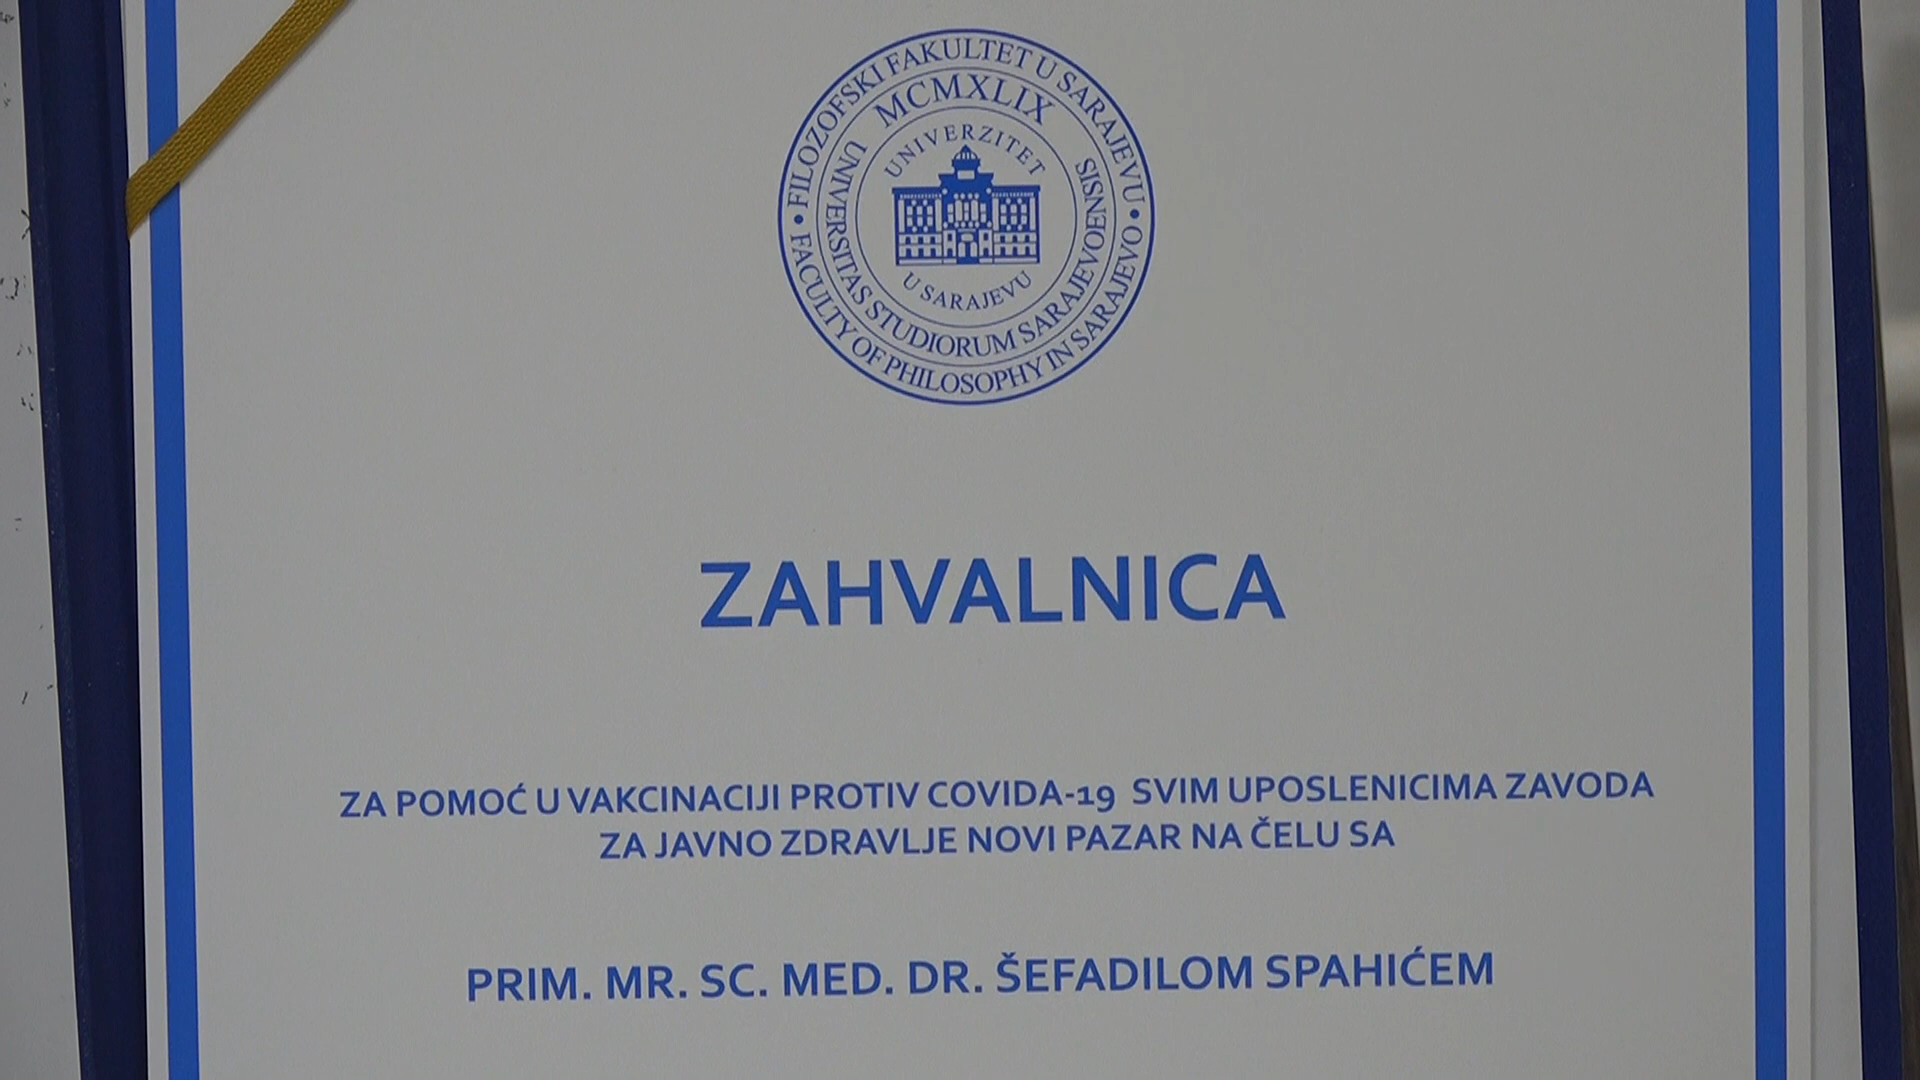 FILOZOFSKI FAKULTET U SARAJEVU
MCMXLIX
UNIVERZITET
U SARAJEVU
UNIVERSITAS STUDIORUM SARAJEVOENSIS
FACULTY OF PHILOSOPHY IN SARAJEVO
ZAHVALNICA
ZA POMOĆ U VAKCINACIJI PROTIV COVIDA-19 SVIM UPOSLENICIMA ZAVODA
ZA JAVNO ZDRAVLJE NOVI PAZAR NA ČELU SA
PRIM. MR. SC. MED. DR. ŠEFADILOM SPAHIĆEM